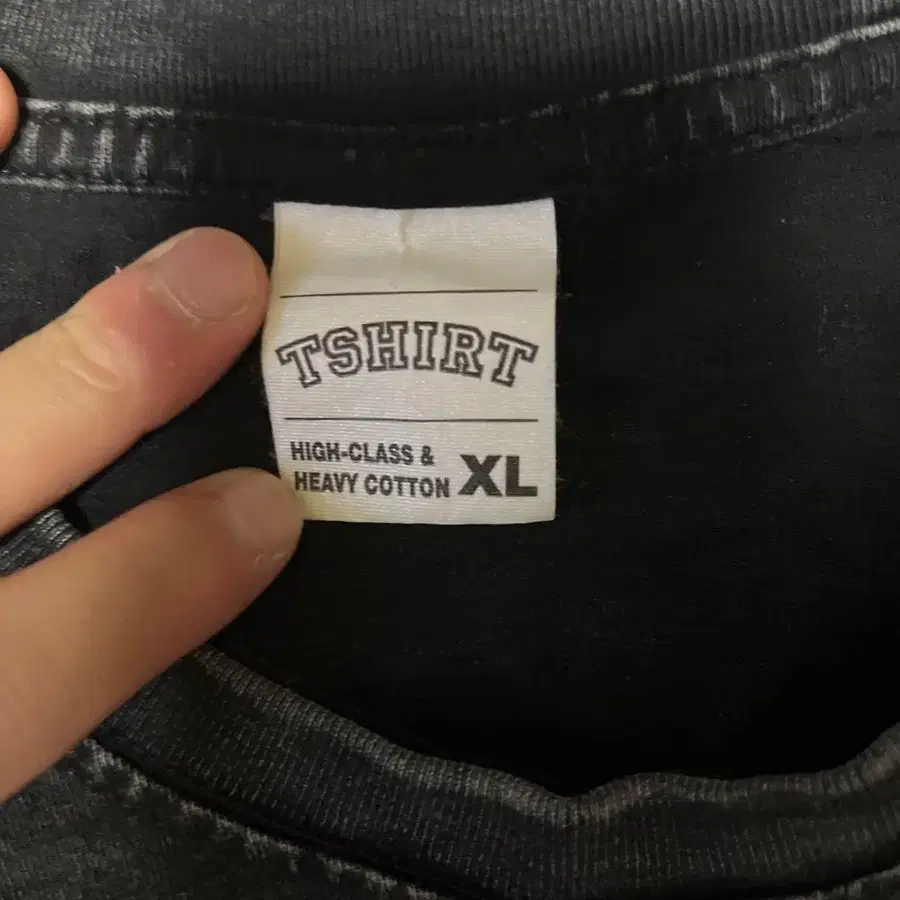 TSHIRT
HIGH-CLASS &
HEAVY COTTON XL